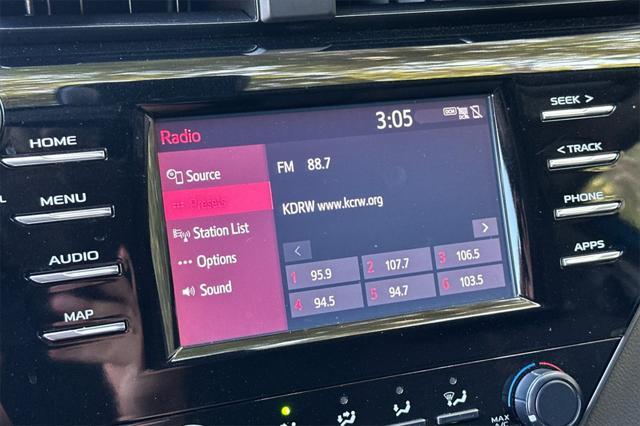 3:05
Radio
Source
Presets
Station List
Options
Sound
FM 88.7
KDRW www.kcrw.org
<
>
1 95.9
2 107.7
3 106.5
4 94.5
5 94.7
6 103.5
HOME
MENU
AUDIO
MAP
SEEK >
< TRACK
PHONE
APPS
MAX
A/C